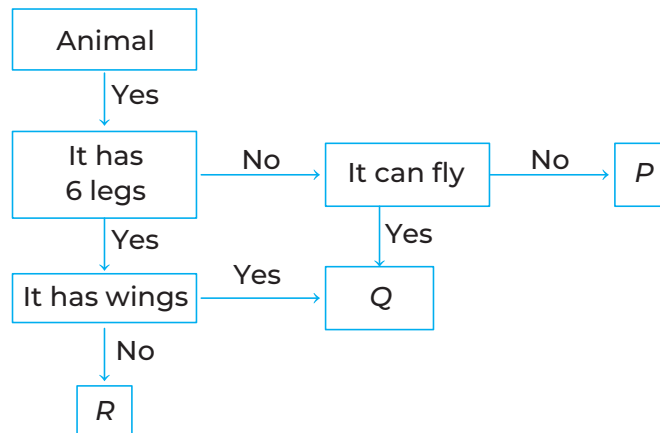 Animal
Yes
It has
6 legs
No
It can fly
No
P
Yes
Yes
It has wings
Yes
Q
No
R